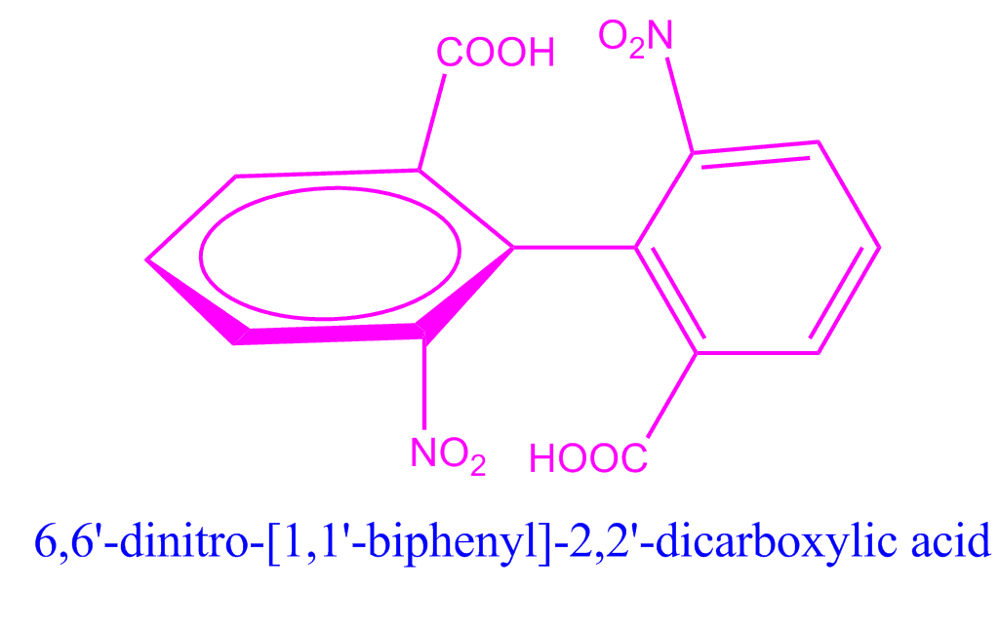 COOH
O₂N
NO₂
HOOC
6,6'-dinitro-[1,1'-biphenyl]-2,2'-dicarboxylic acid